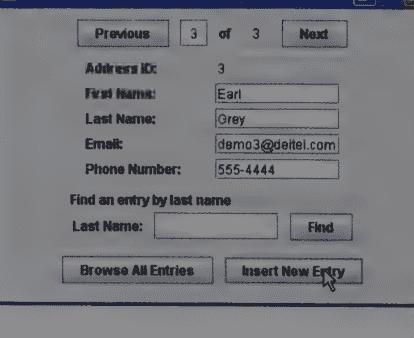 Previous 3 of 3 Next
Address ID: 3
First Name: Earl
Last Name: Grey
Email: demo3@deitel.com
Phone Number: 555-4444
Find an entry by last name
Last Name: Find
Browse All Entries Insert New Entry